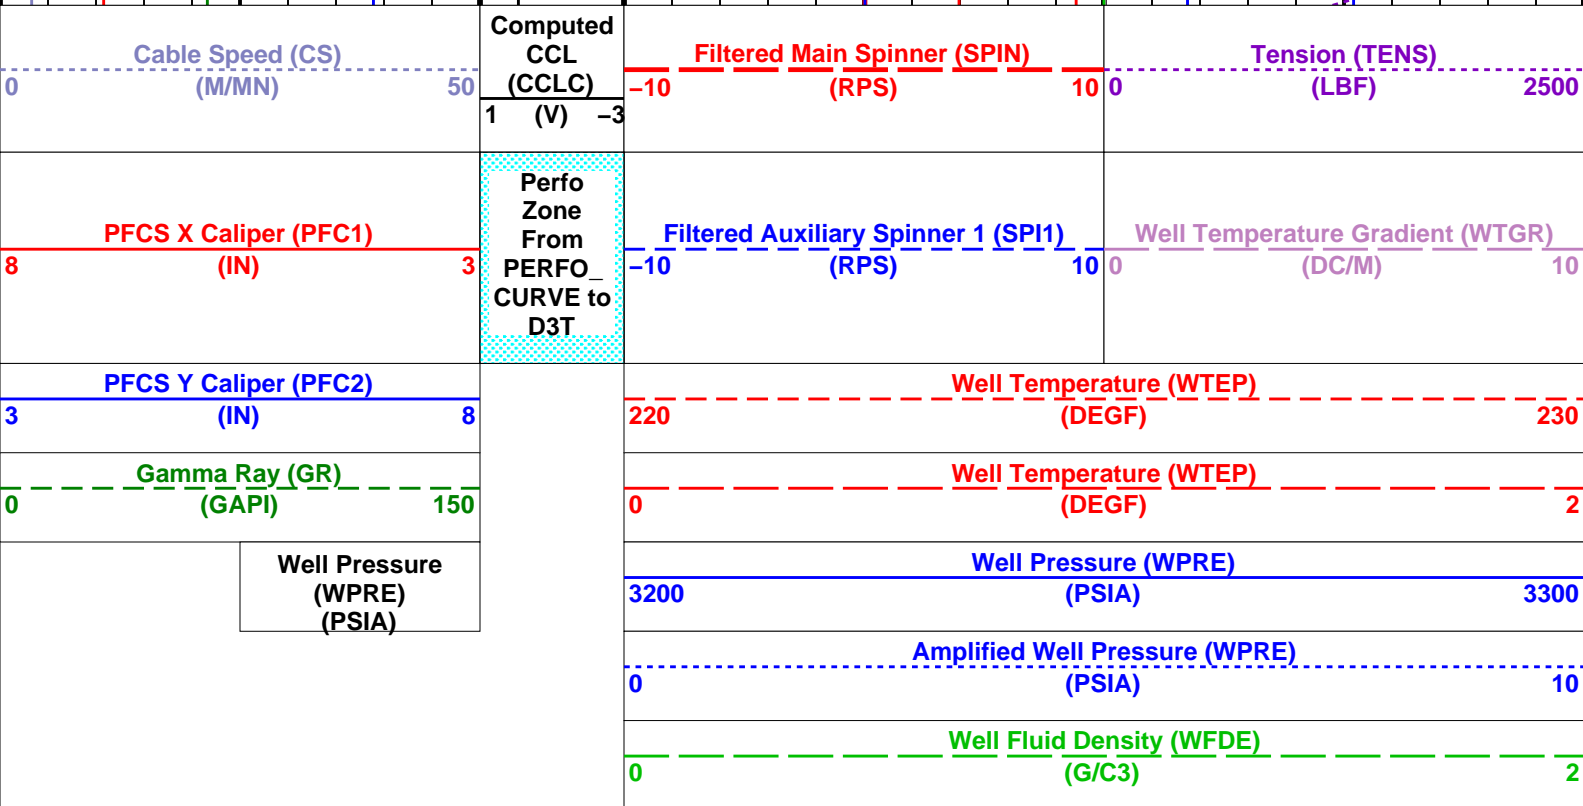 Cable Speed (CS)
0 (M/MN) 50
Computed
CCL
(CCLC)
1 (V) −3
Filtered Main Spinner (SPIN)
−10 (RPS) 10
Tension (TENS)
0 (LBF) 2500
PFCS X Caliper (PFC1)
8 (IN) 3
Perfo
Zone
From
PERFO_
CURVE to
D3T
Filtered Auxiliary Spinner 1 (SPI1)
−10 (RPS) 10
Well Temperature Gradient (WTGR)
0 (DC/M) 10
PFCS Y Caliper (PFC2)
3 (IN) 8
Well Temperature (WTEP)
220 (DEGF) 230
Gamma Ray (GR)
0 (GAPI) 150
Well Temperature (WTEP)
0 (DEGF) 2
Well Pressure
(WPRE)
(PSIA)
Well Pressure (WPRE)
3200 (PSIA) 3300
Amplified Well Pressure (WPRE)
0 (PSIA) 10
Well Fluid Density (WFDE)
0 (G/C3) 2